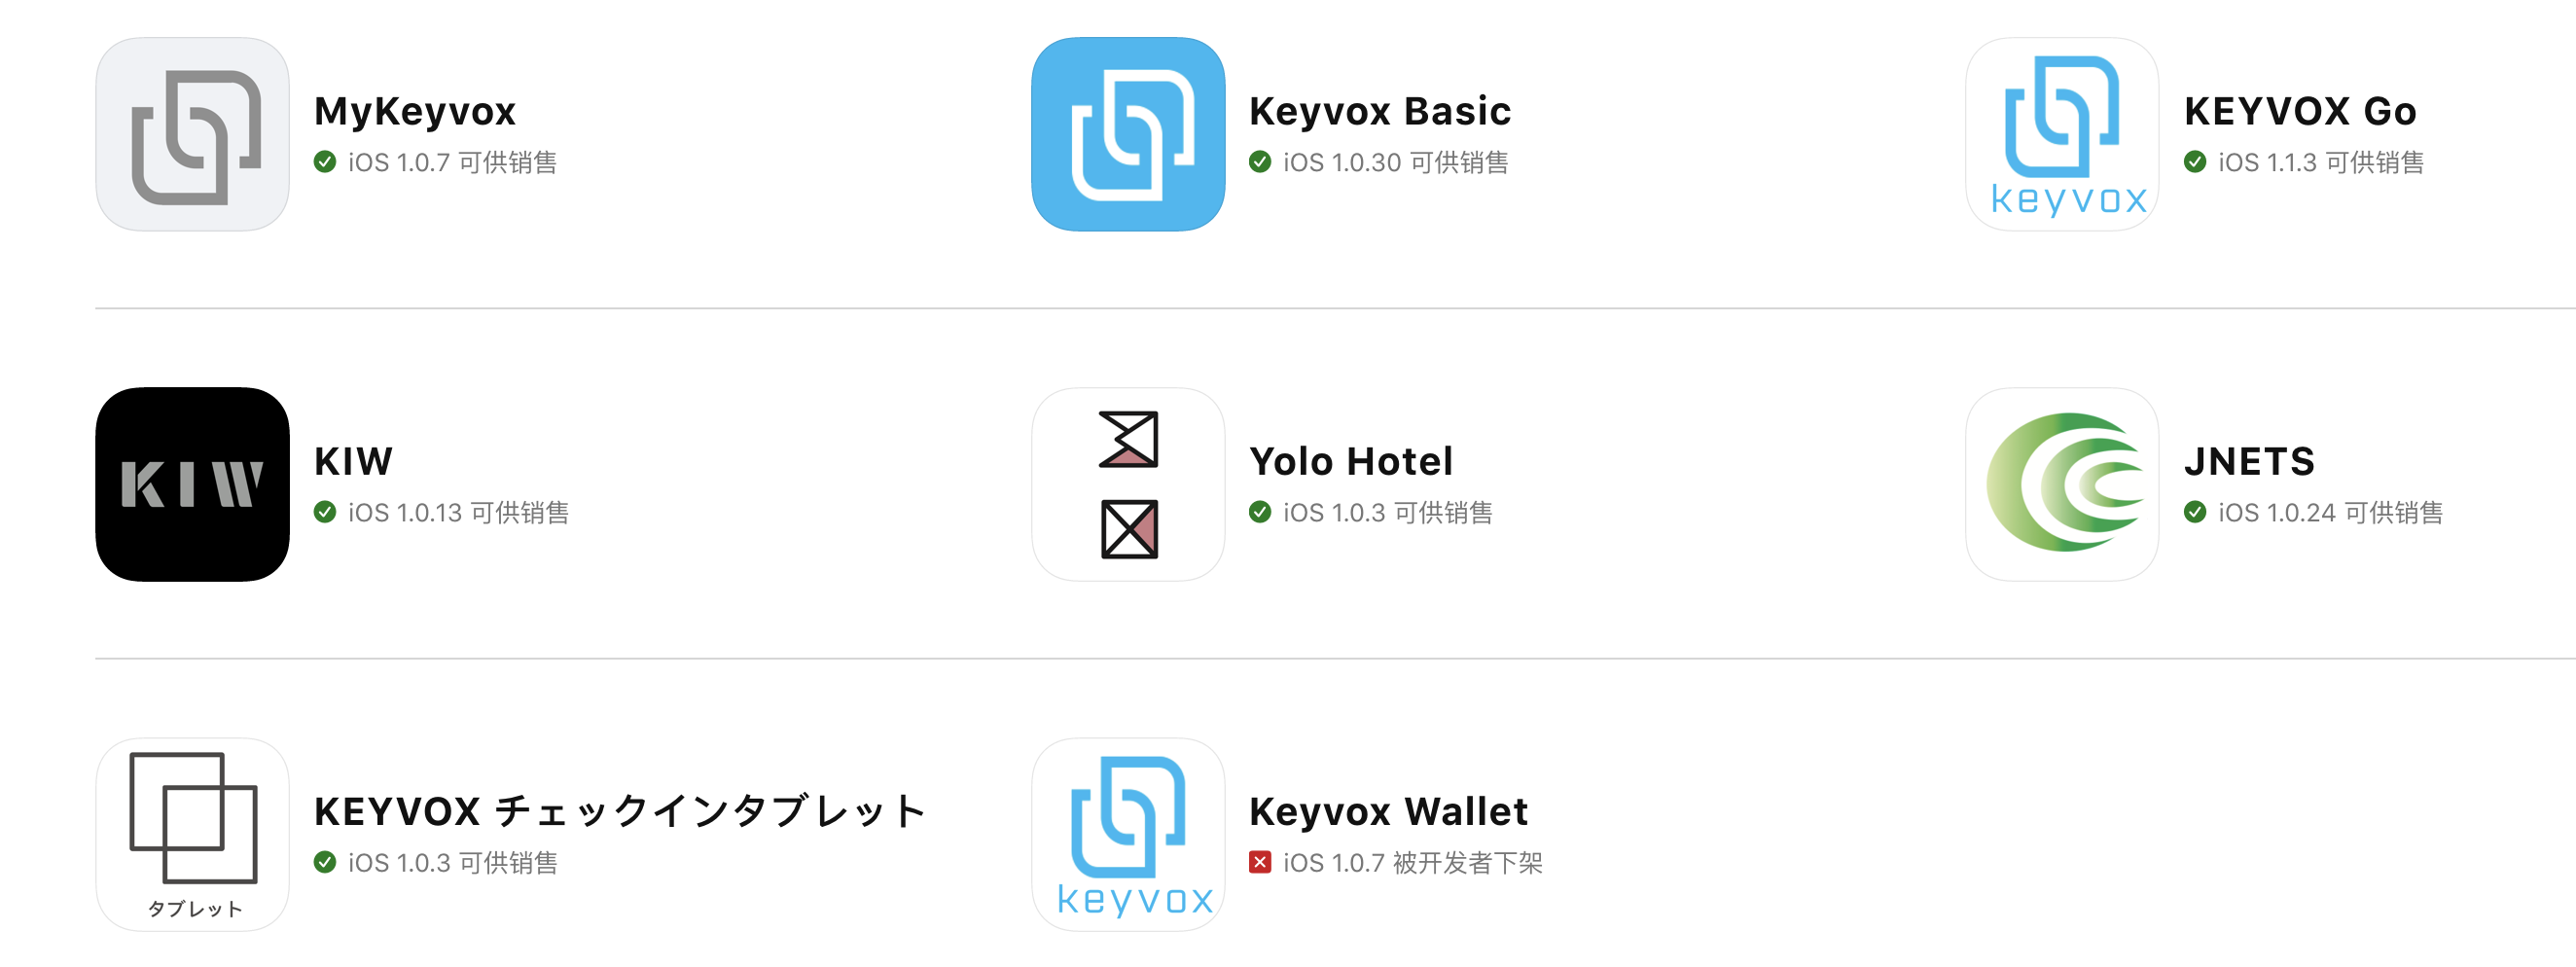 MyKeyvox
iOS 1.0.7 可供销售
Keyvox Basic
iOS 1.0.30 可供销售
keyvox
KEYVOX Go
iOS 1.1.3 可供销售
KIW
KIW
iOS 1.0.13 可供销售
Yolo Hotel
iOS 1.0.3 可供销售
JNETS
iOS 1.0.24 可供销售
タブレット
KEYVOX チェックインタブレット
iOS 1.0.3 可供销售
keyvox
Keyvox Wallet
iOS 1.0.7 被开发者下架